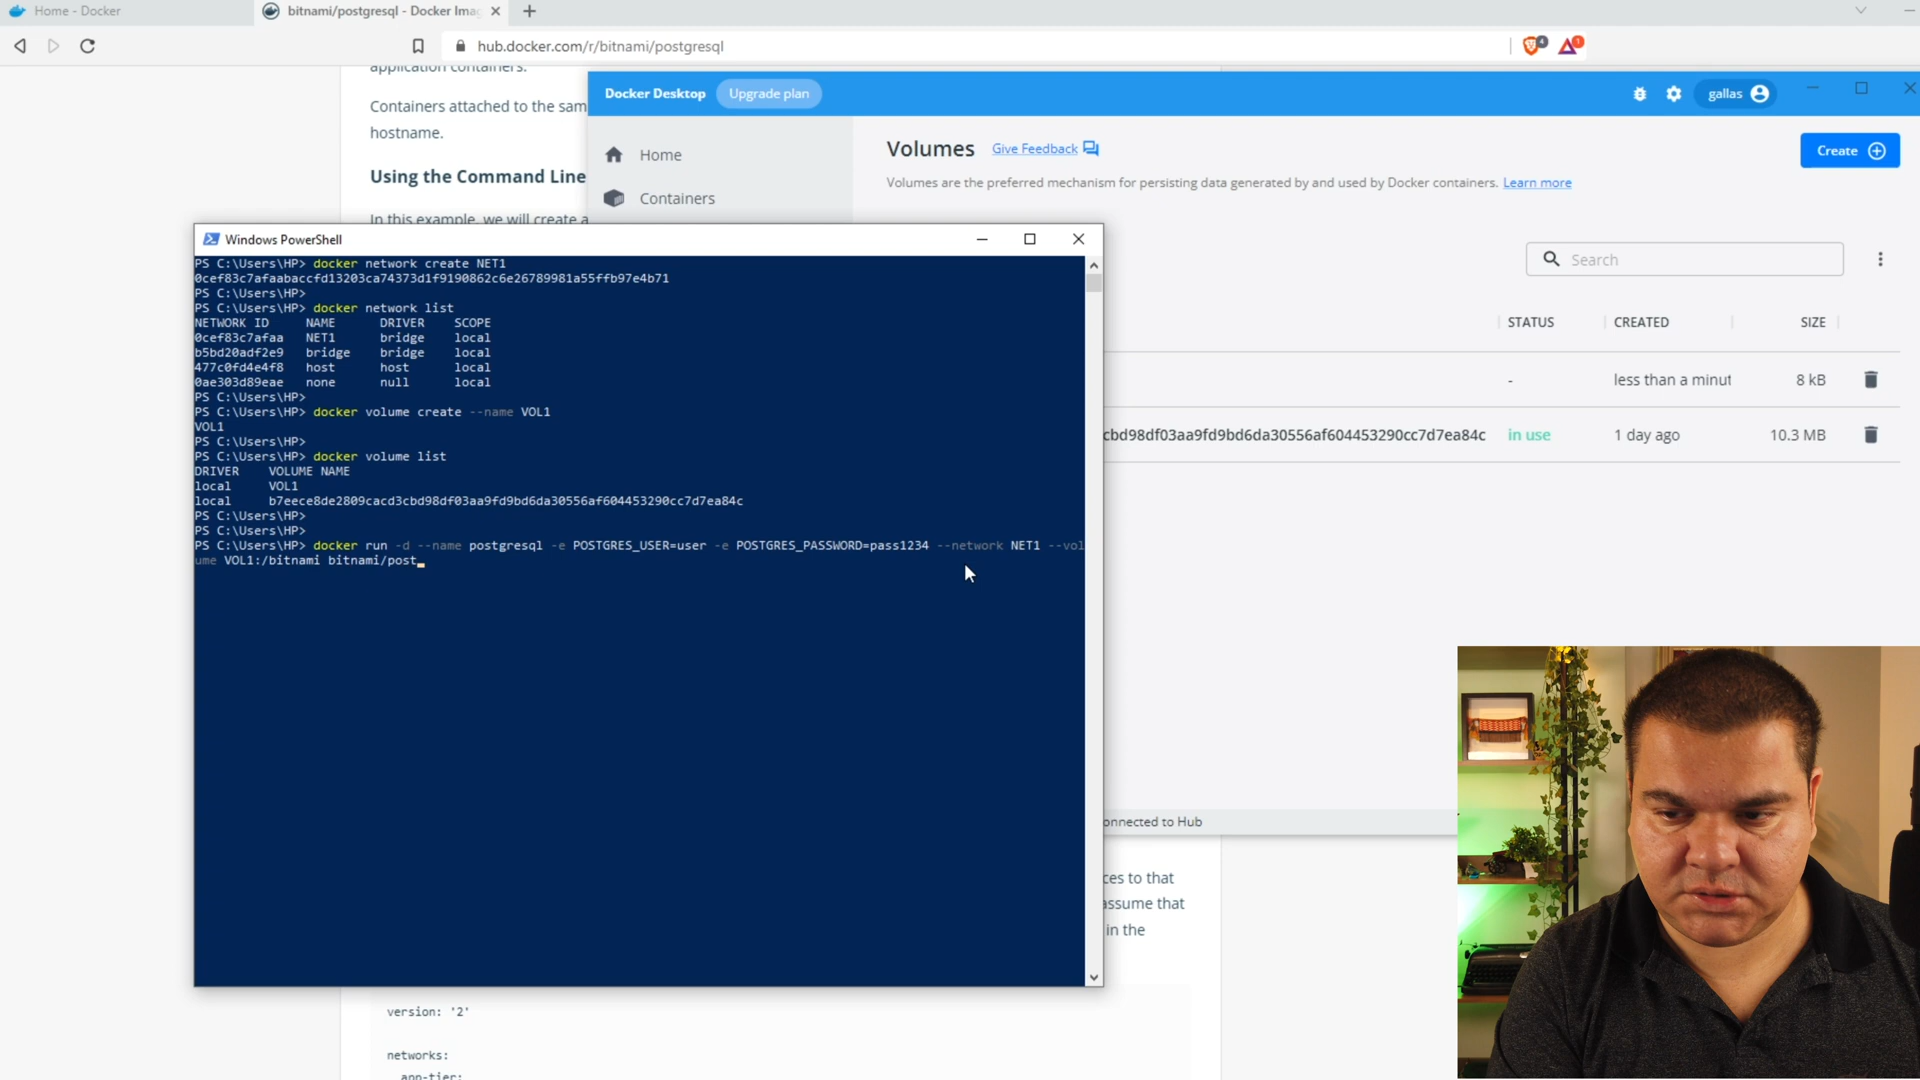 Home - Docker
bitnami/postgresql - Docker Imag
hub.docker.com/r/bitnami/postgresql
4
1
application containers.
Containers attached to the sam
hostname.
Using the Command Line
In this example, we will create a
Docker Desktop
Upgrade plan
gallas
Home
Containers
Volumes
Give Feedback
Create
Volumes are the preferred mechanism for persisting data generated by and used by Docker containers. Learn more
Search
STATUS
CREATED
SIZE
-
less than a minut
8 kB
cbd98df03aa9fd9bd6da30556af604453290cc7d7ea84c
in use
1 day ago
10.3 MB
onnected to Hub
Windows PowerShell
PS C:\Users\HP> docker network create NET1
0cef83c7afaabaccfd13203ca74373d1f9190862c6e26789981a55ffb97e4b71
PS C:\Users\HP>
PS C:\Users\HP> docker network list
NETWORK ID NAME DRIVER SCOPE
0cef83c7afaa NET1 bridge local
b5bd20adf2e9 bridge bridge local
477c0fd4e4f8 host host local
0ae303d89eae none null local
PS C:\Users\HP>
PS C:\Users\HP> docker volume create --name VOL1
VOL1
PS C:\Users\HP>
PS C:\Users\HP> docker volume list
DRIVER VOLUME NAME
local VOL1
local b7eece8de2809cacd3cbd98df03aa9fd9bd6da30556af604453290cc7d7ea84c
PS C:\Users\HP>
PS C:\Users\HP>
PS C:\Users\HP> docker run -d --name postgresql -e POSTGRES_USER=user -e POSTGRES_PASSWORD=pass1234 --network NET1 --vol
ume VOL1:/bitnami bitnami/post
ces to that
assume that
in the
version: '2'
networks:
app-tier: